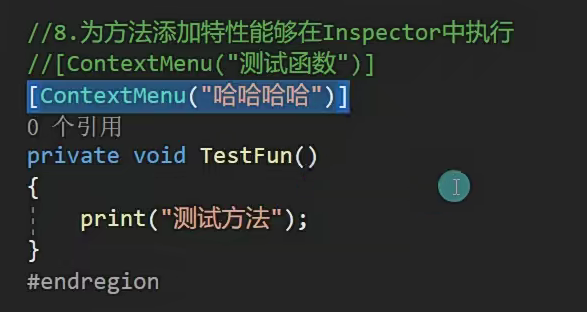 //8.为方法添加特性能够在Inspector中执行
//[ContextMenu("测试函数")]
[ContextMenu("哈哈哈哈")]
0 个引用
private void TestFun()
{
print("测试方法");
}
#endregion